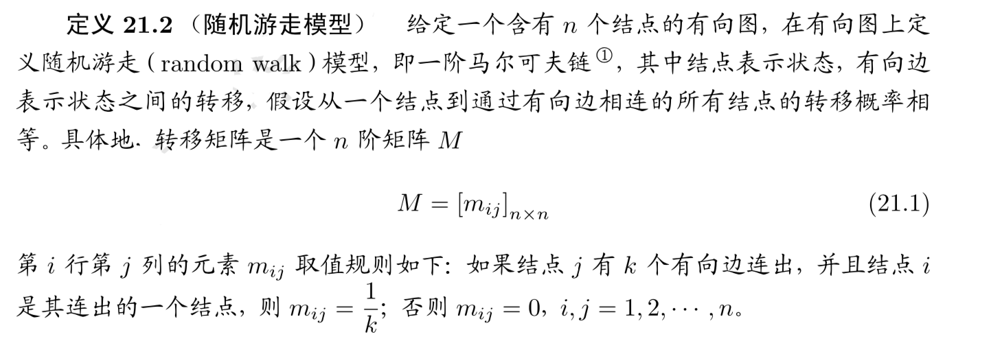 定义 21.2 （随机游走模型） 给定一个含有 n 个结点的有向图，在有向图上定
义随机游走（random walk）模型，即一阶马尔可夫链①，其中结点表示状态，有向边
表示状态之间的转移，假设从一个结点到通过有向边相连的所有结点的转移概率相
等。具体地．转移矩阵是一个 n 阶矩阵 M
M = [m_{ij}]_{n×n} (21.1)
第 i 行第 j 列的元素 m_{ij} 取值规则如下：如果结点 j 有 k 个有向边连出，并且结点 i
是其连出的一个结点，则 m_{ij} = \frac{1}{k}；否则 m_{ij} = 0，i, j = 1, 2, ⋯ , n。